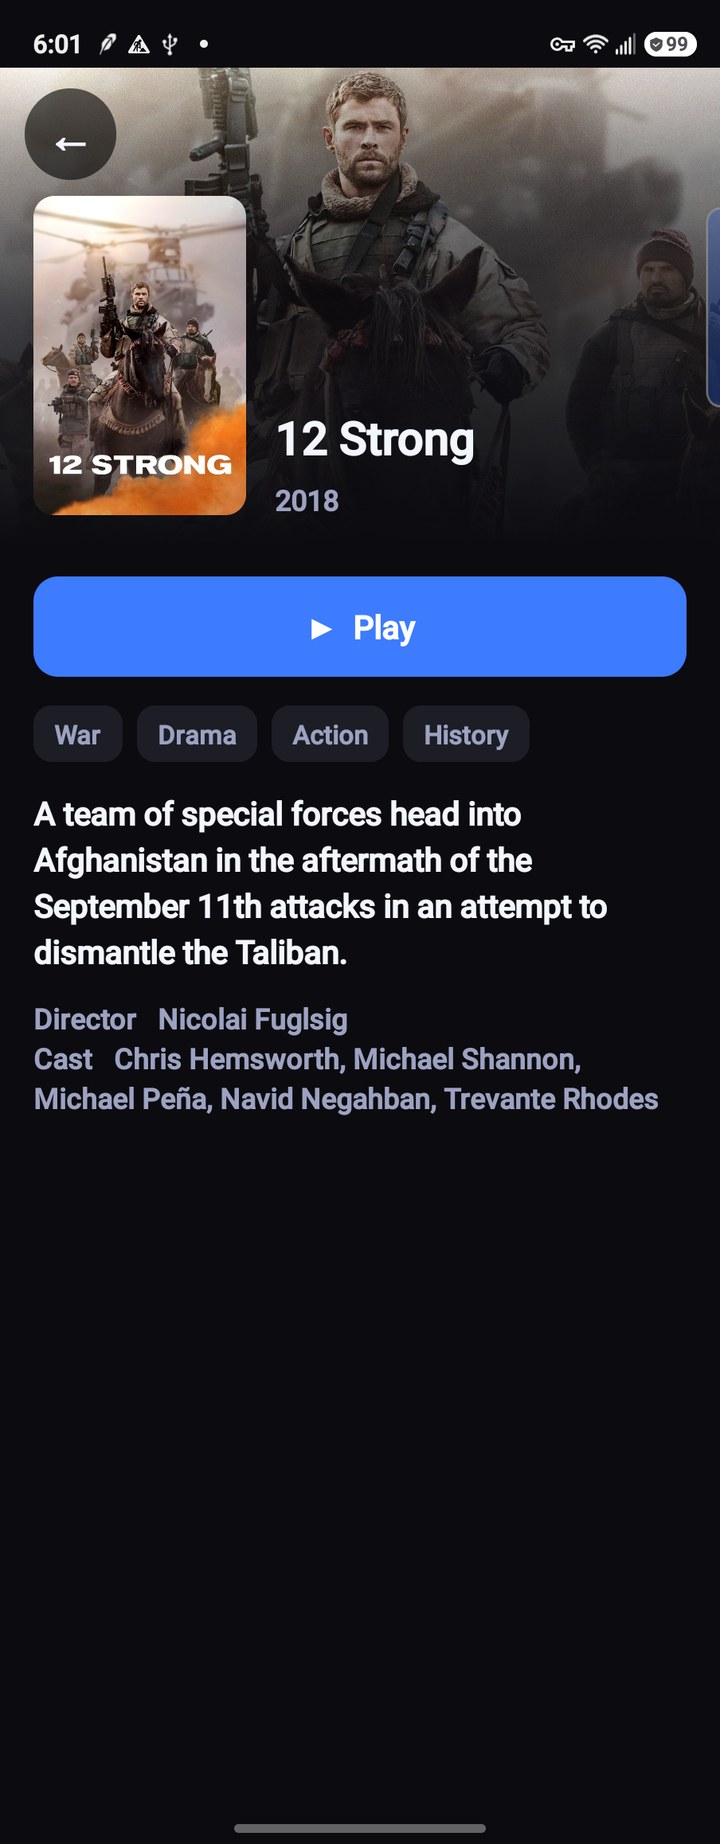 6:01
99
←
12 STRONG
12 Strong
2018
▶ Play
War
Drama
Action
History
A team of special forces head into
Afghanistan in the aftermath of the
September 11th attacks in an attempt to
dismantle the Taliban.
Director Nicolai Fuglsig
Cast Chris Hemsworth, Michael Shannon,
Michael Peña, Navid Negahban, Trevante Rhodes